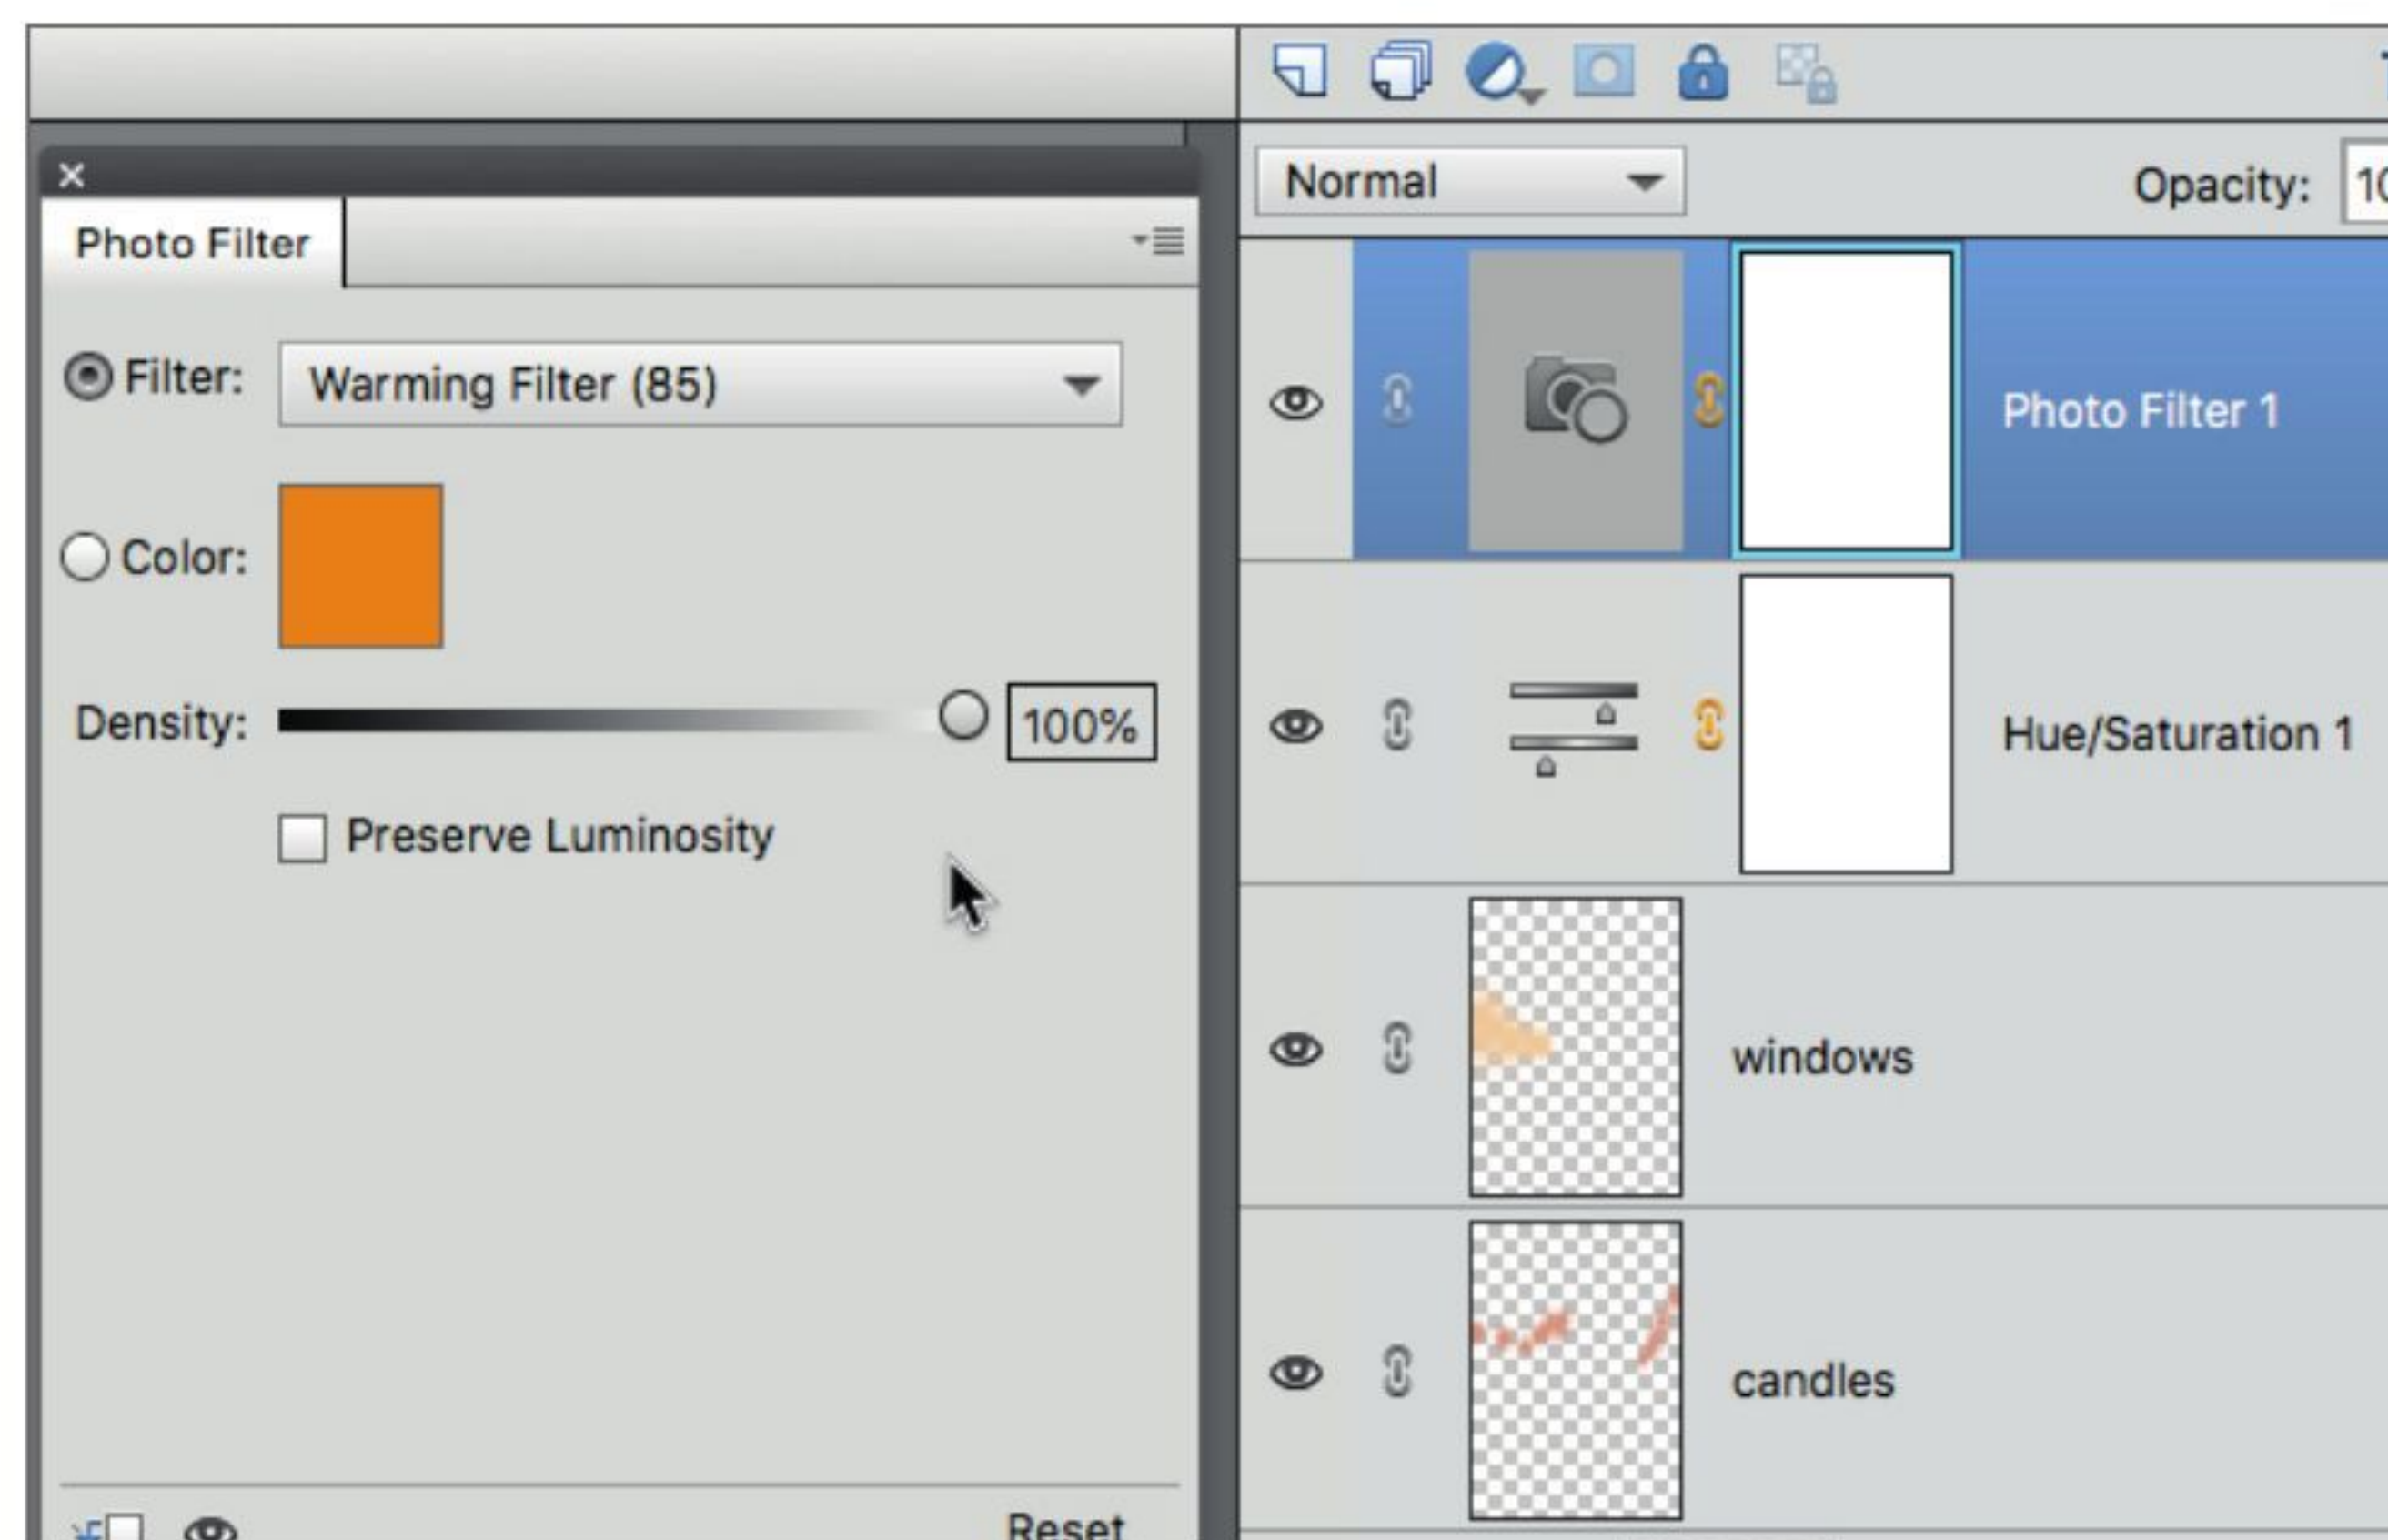 Photo Filter
Filter: Warming Filter (85)
Color:
Density: 100%
Preserve Luminosity
Reset
Normal
Opacity:
Photo Filter 1
Hue/Saturation 1
windows
candles